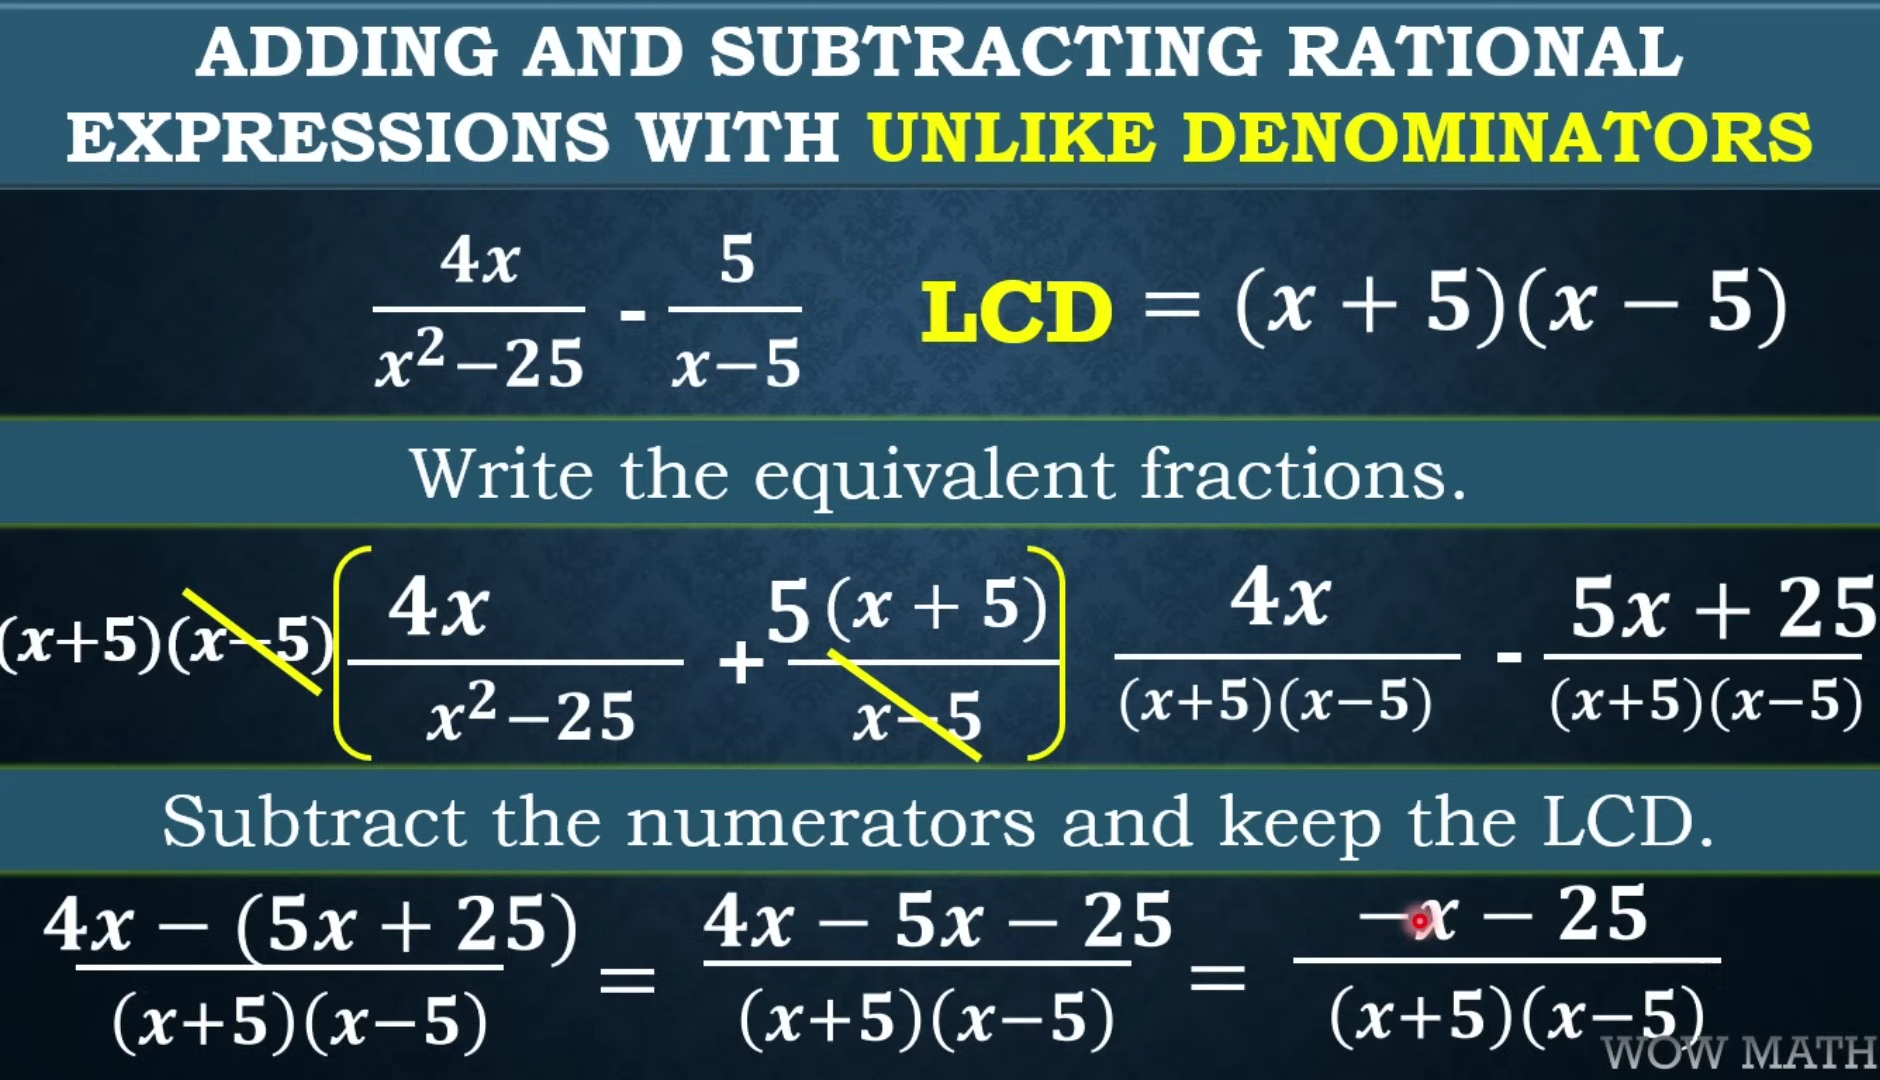 ADDING AND SUBTRACTING RATIONAL
EXPRESSIONS WITH UNLIKE DENOMINATORS
4x/(x²−25) - 5/(x−5) LCD = (x + 5)(x − 5)
Write the equivalent fractions.
(x+5)(x−5) ( 4x/(x²−25) + 5(x + 5)/(x−5) ) 4x/((x+5)(x−5)) - (5x + 25)/((x+5)(x−5))
Subtract the numerators and keep the LCD.
(4x − (5x + 25))/((x+5)(x−5)) = (4x − 5x − 25)/((x+5)(x−5)) = (−x − 25)/((x+5)(x−5))
WOW MATH